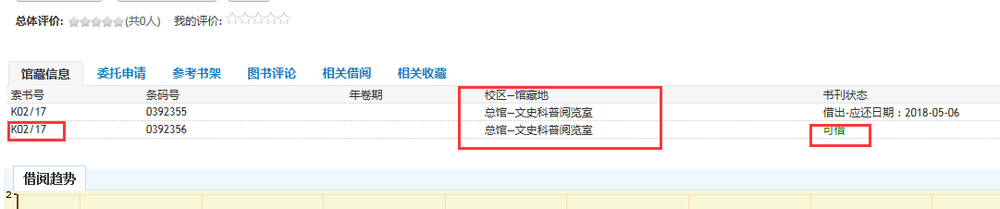 总体评价: (共0人) 我的评价:
馆藏信息 委托申请 参考书架 图书评论 相关借阅 相关收藏
索书号 条码号 年卷期 校区—馆藏地 书刊状态
K02/17 0392355 总馆—文史科普阅览室 借出-应还日期：2018-05-06
K02/17 0392356 总馆—文史科普阅览室 可借
借阅趋势
2